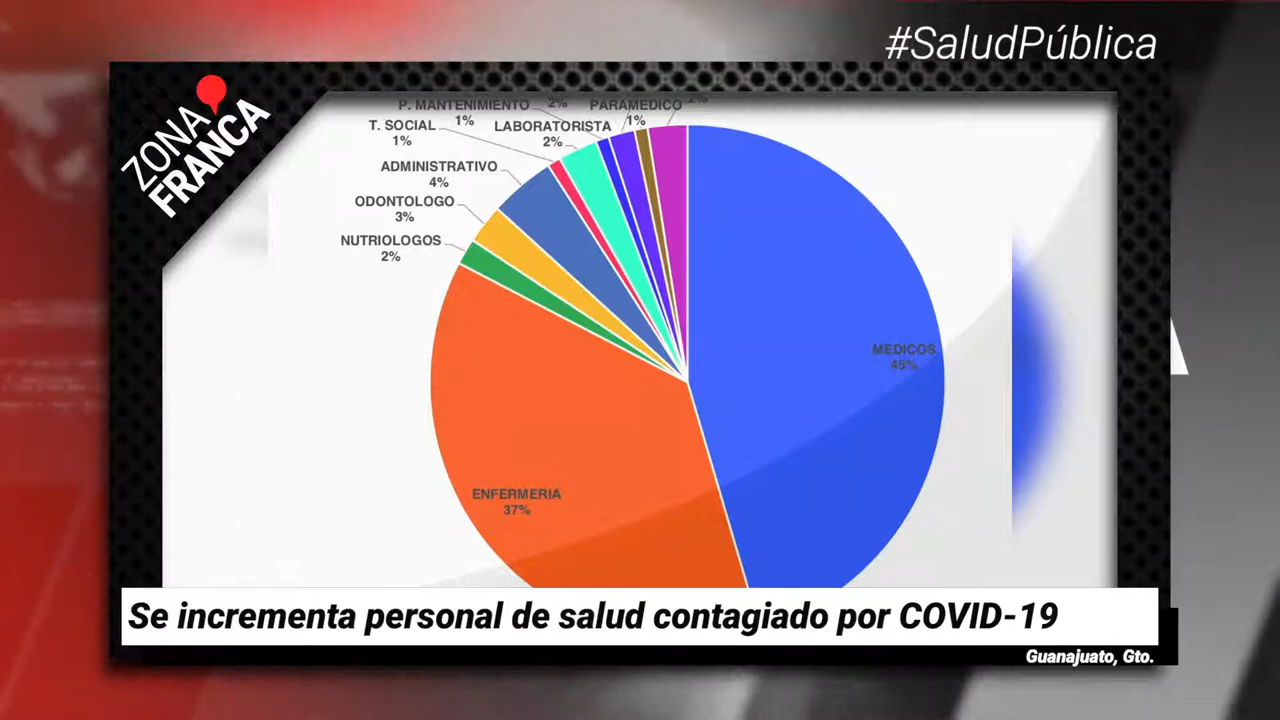 #SaludPública
ZONA
FRANCA
P. MANTENIMIENTO
1%
2%
PARAMEDICO
1%
2%
T. SOCIAL
1%
LABORATORISTA
2%
ADMINISTRATIVO
4%
ODONTOLOGO
3%
NUTRIOLOGOS
2%
MEDICOS
45%
ENFERMERIA
37%
Se incrementa personal de salud contagiado por COVID-19
Guanajuato, Gto.